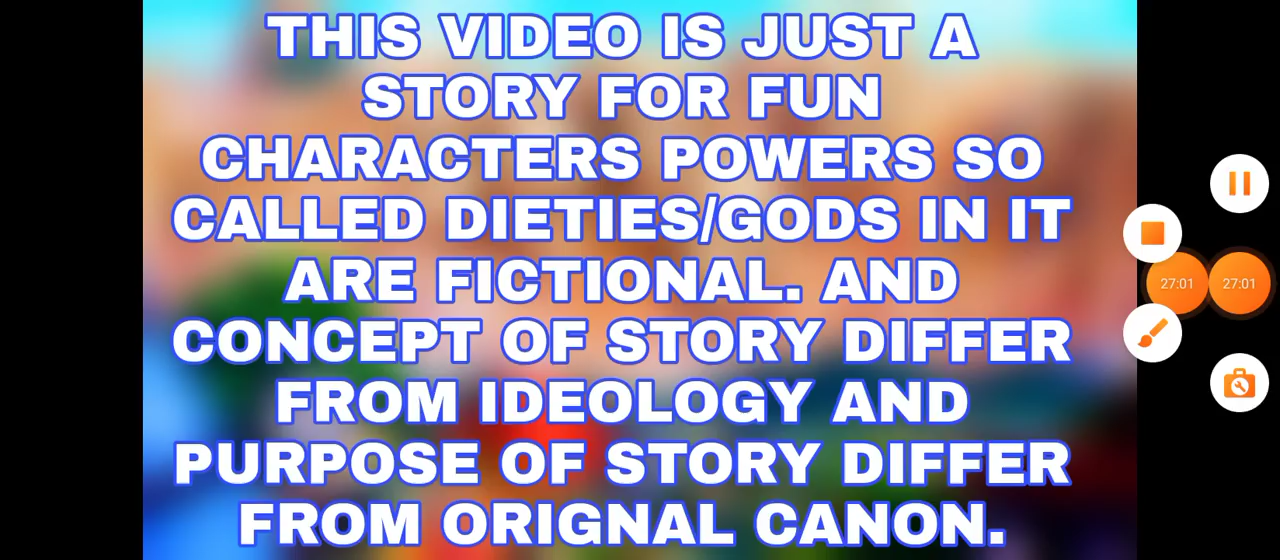 THIS VIDEO IS JUST A
STORY FOR FUN
CHARACTERS POWERS SO
CALLED DIETIES/GODS IN IT
ARE FICTIONAL. AND
CONCEPT OF STORY DIFFER
FROM IDEOLOGY AND
PURPOSE OF STORY DIFFER
FROM ORIGNAL CANON.
27:01 27:01